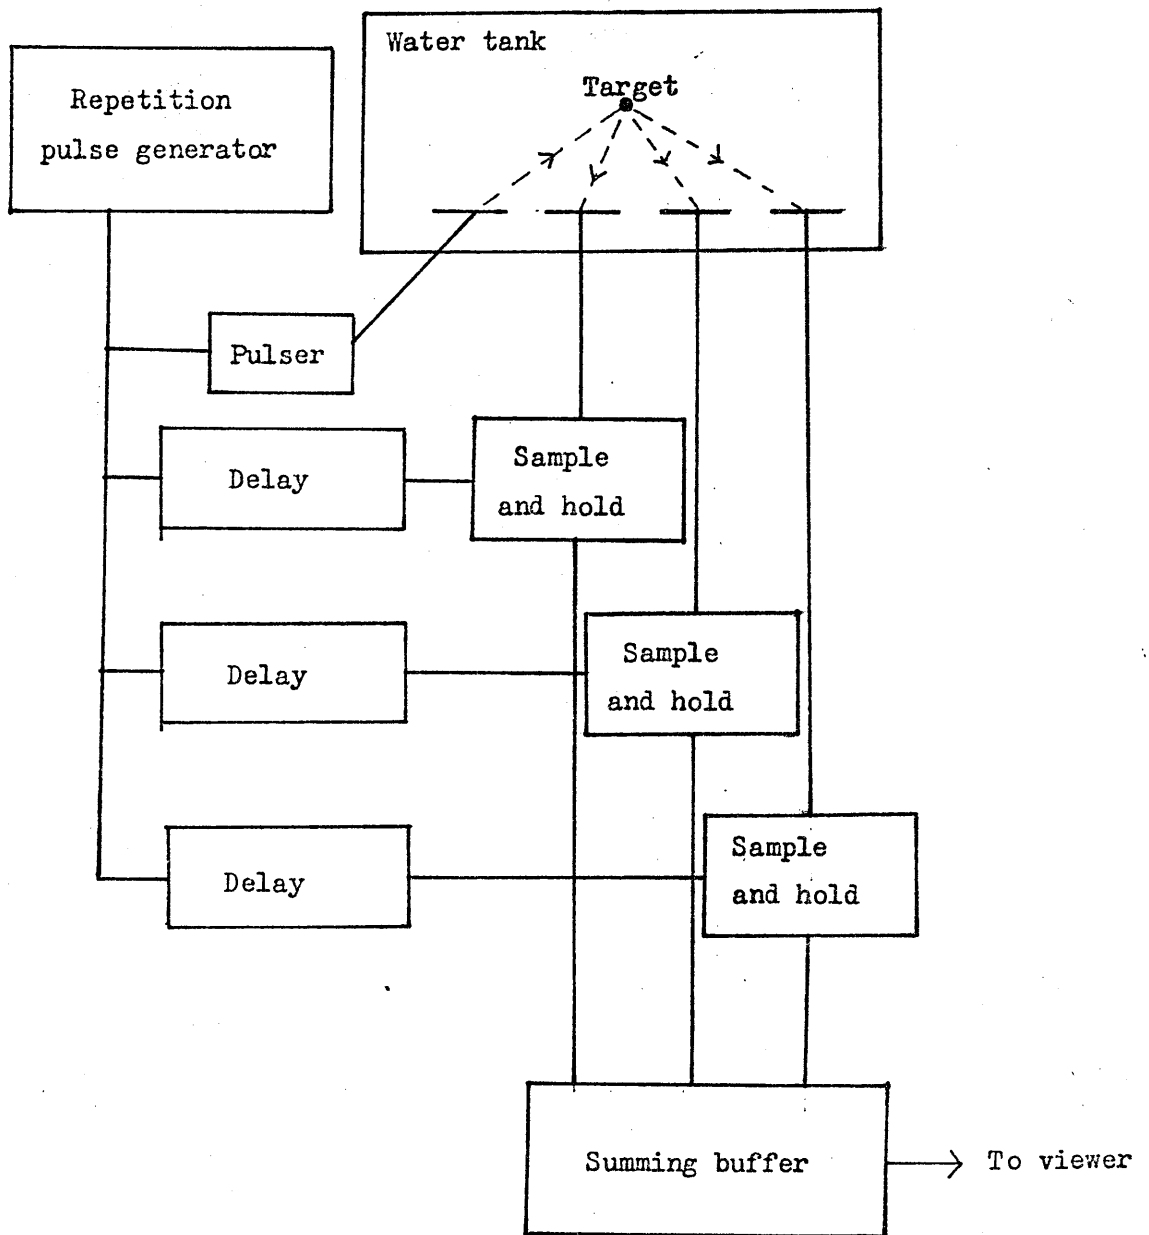 Water tank
Target
Repetition
pulse generator
Pulser
Delay
Sample
and hold
Delay
Sample
and hold
Delay
Sample
and hold
Summing buffer
To viewer